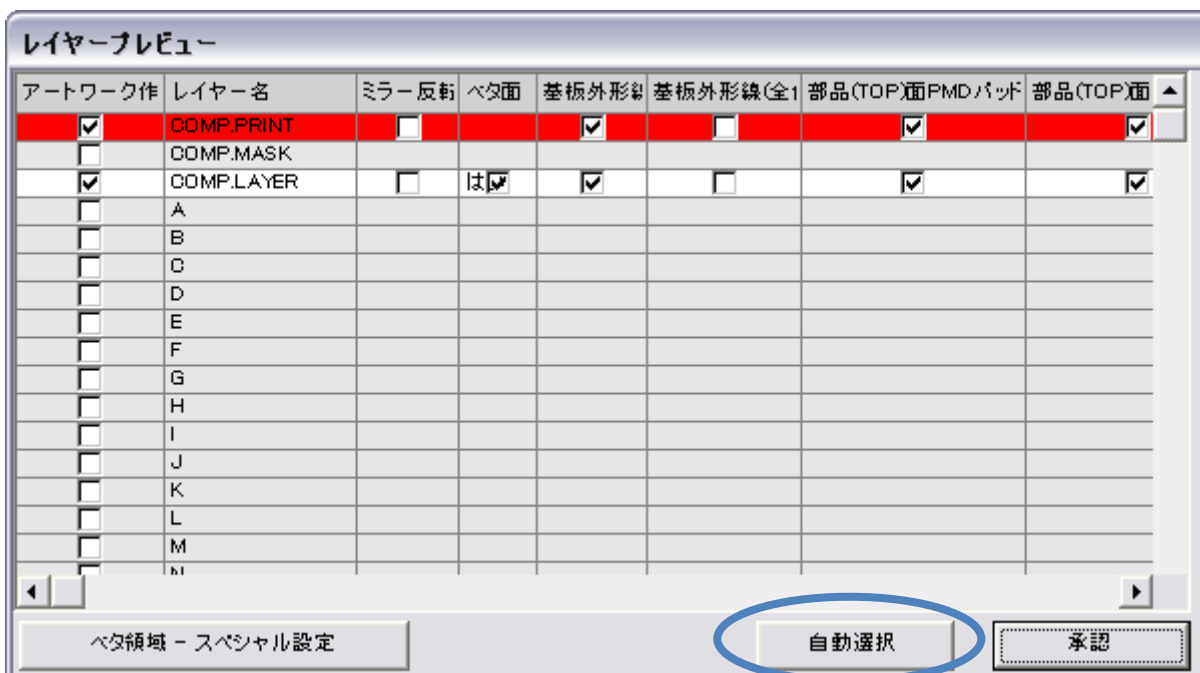 レイヤープレビュー
アートワーク作 レイヤー名 ミラー反転 ベタ面 基板外形 基板外形線(全 部品(TOP)面PMDパッド 部品(TOP)面
COMP.PRINT
COMP.MASK
COMP.LAYER は
A
B
C
D
E
F
G
H
I
J
K
L
M
N
ベタ領域 - スペシャル設定 自動選択 承認